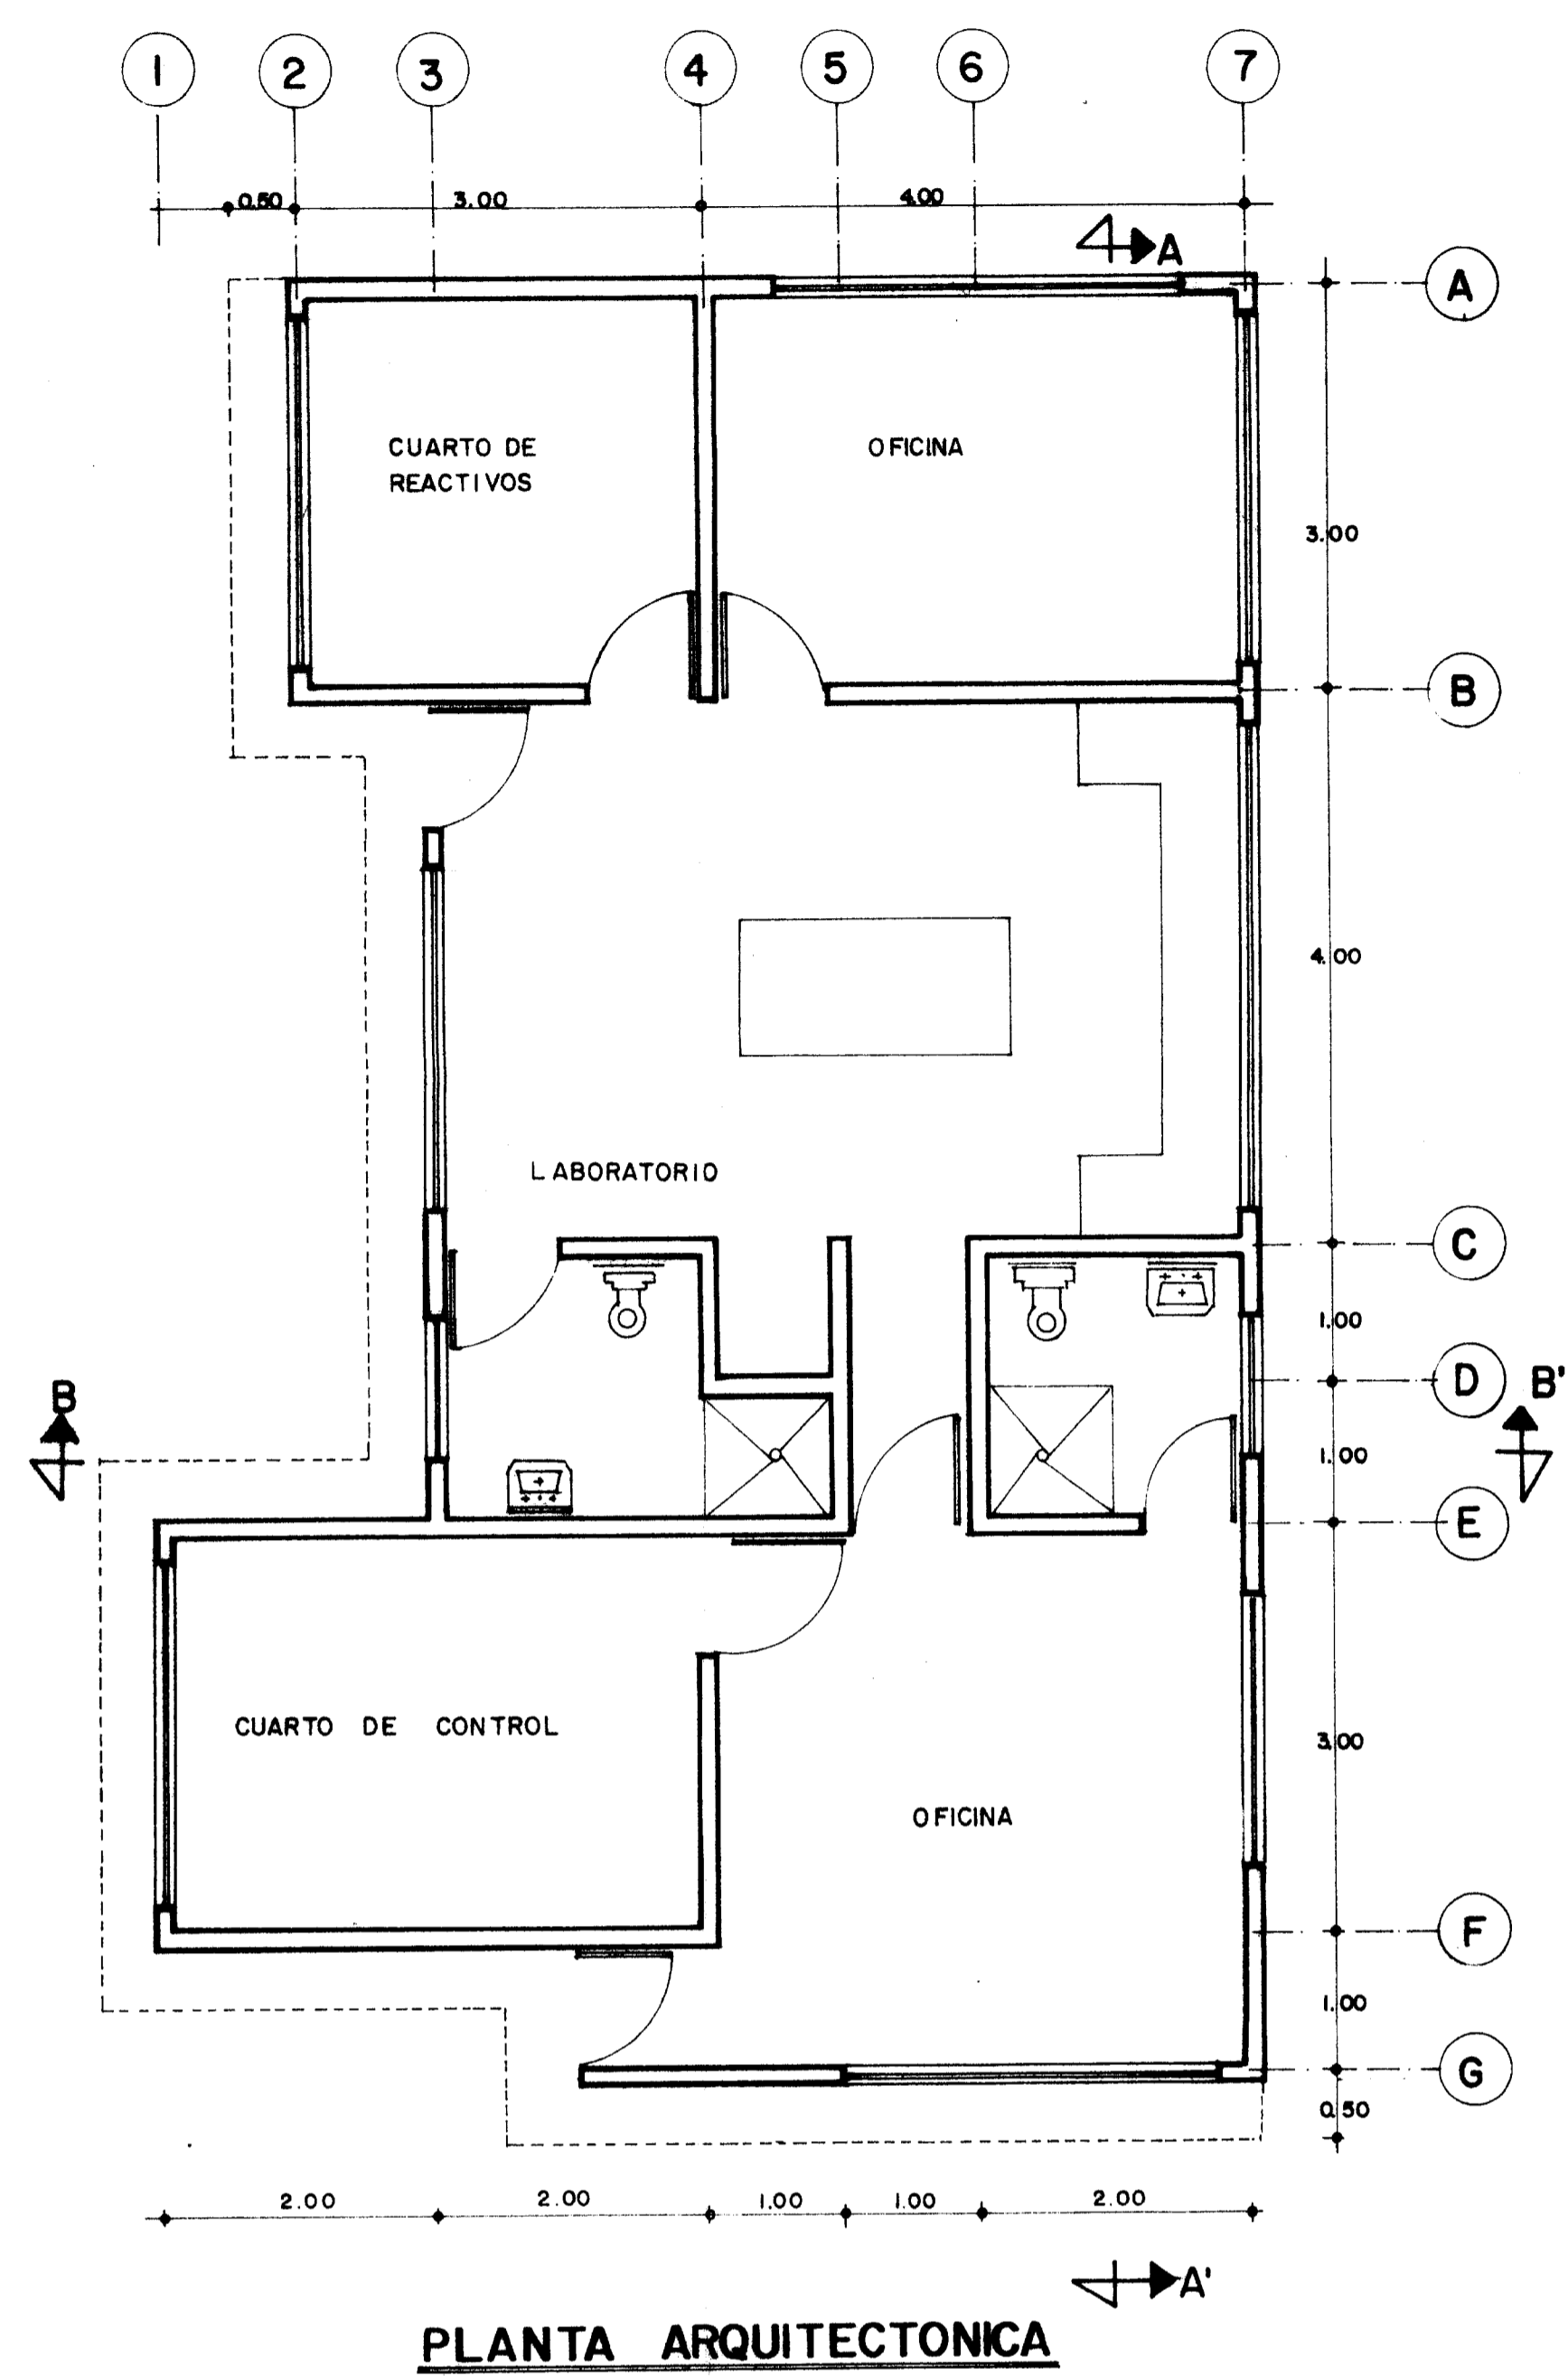 1 2 3 4 5 6 7
0.50 3.00 4.00
A
A
CUARTO DE
REACTIVOS
OFICINA
3.00
B
4.00
LABORATORIO
C
1.00
D
B
B'
1.00
E
CUARTO DE CONTROL
3.00
OFICINA
F
1.00
G
0.50
2.00 2.00 1.00 1.00 2.00
A'
PLANTA ARQUITECTONICA